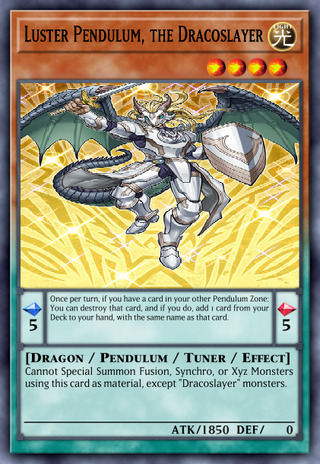 Luster Pendulum, the Dracoslayer
LIGHT
光
Once per turn, if you have a card in your other Pendulum Zone:
You can destroy that card, and if you do, add 1 card from your
Deck to your hand, with the same name as that card.
5
5
[Dragon / Pendulum / Tuner / Effect]
Cannot Special Summon Fusion, Synchro, or Xyz Monsters
using this card as material, except "Dracoslayer" monsters.
ATK/1850 DEF/ 0